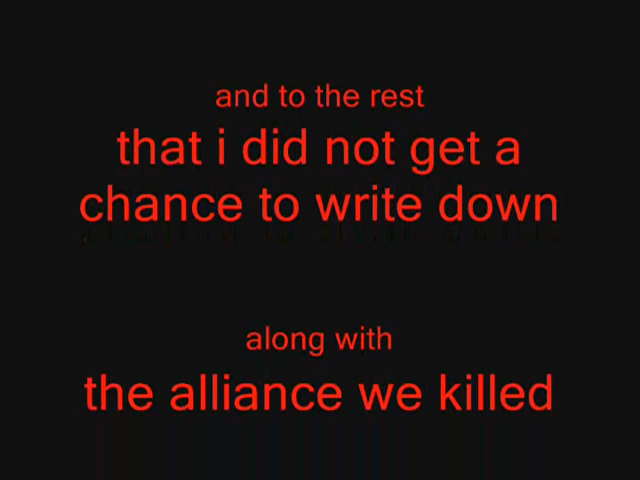 and to the rest
that i did not get a
chance to write down
along with
the alliance we killed